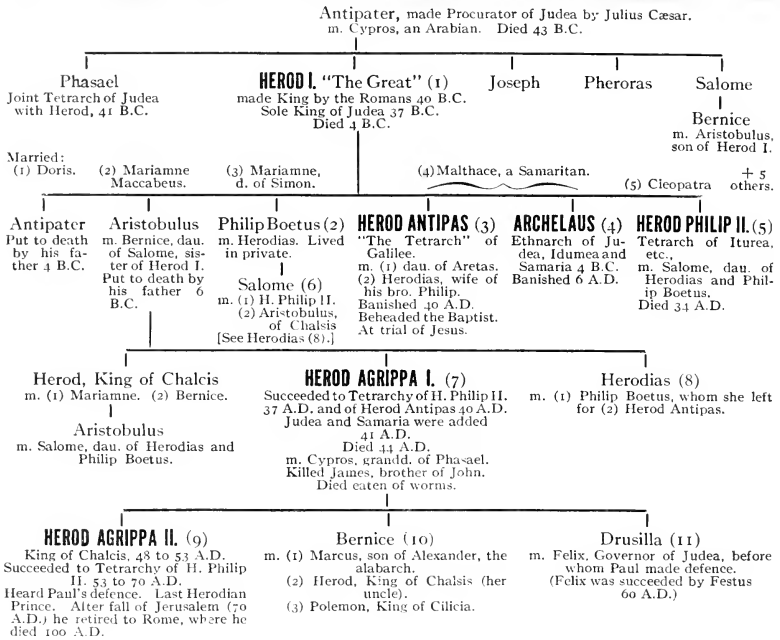 Antipater, made Procurator of Judea by Julius Cæsar.
m. Cypros, an Arabian. Died 43 B.C.
Phasael
Joint Tetrarch of Judea
with Herod, 41 B.C.
HEROD I. "The Great" (1)
made King by the Romans 40 B.C.
Sole King of Judea 37 B.C.
Died 4 B.C.
Joseph
Pheroras
Salome
Bernice
m. Aristobulus,
son of Herod I.
Married:
(1) Doris.
(2) Mariamne
Maccabeus.
(3) Mariamne,
d. of Simon.
(4) Malthace, a Samaritan.
(5) Cleopatra
+ 5
others.
Antipater
Put to death
by his fa-
ther 4 B.C.
Aristobulus
m. Bernice, dau.
of Salome, sis-
ter of Herod I.
Put to death by
his father 6
B.C.
Philip Boetus (2)
m. Herodias. Lived
in private.
Salome (6)
m. (1) H. Philip II.
(2) Aristobulus,
of Chalsis
[See Herodias (8).]
HEROD ANTIPAS (3)
"The Tetrarch" of
Galilee.
m. (1) dau. of Aretas.
(2) Herodias, wife of
his bro. Philip.
Banished 40 A.D.
Beheaded the Baptist.
At trial of Jesus.
ARCHELAUS (4)
Ethnarch of Ju-
dea, Idumea and
Samaria 4 B.C.
Banished 6 A.D.
HEROD PHILIP II. (5)
Tetrarch of Iturea,
etc.,
m. Salome, dau. of
Herodias and Phil-
ip Boetus.
Died 34 A.D.
Herod, King of Chalcis
m. (1) Mariamne. (2) Bernice.
Aristobulus
m. Salome, dau. of Herodias and
Philip Boetus.
HEROD AGRIPPA I. (7)
Succeeded to Tetrarchy of H. Philip II.
37 A.D. and of Herod Antipas 40 A.D.
Judea and Samaria were added
41 A.D.
Died 44 A.D.
m. Cypros, grandd. of Phasael.
Killed James, brother of John.
Died eaten of worms.
Herodias (8)
m. (1) Philip Boetus, whom she left
for (2) Herod Antipas.
HEROD AGRIPPA II. (9)
King of Chalcis, 48 to 53 A.D.
Succeeded to Tetrarchy of H. Philip
II. 53 to 70 A.D.
Heard Paul's defence. Last Herodian
Prince. After fall of Jerusalem (70
A.D.) he retired to Rome, where he
died 100 A.D.
Bernice (10)
m. (1) Marcus, son of Alexander, the
alabarch.
(2) Herod, King of Chalsis (her
uncle).
(3) Polemon, King of Cilicia.
Drusilla (11)
m. Felix, Governor of Judea, before
whom Paul made defence.
(Felix was succeeded by Festus
60 A.D.)